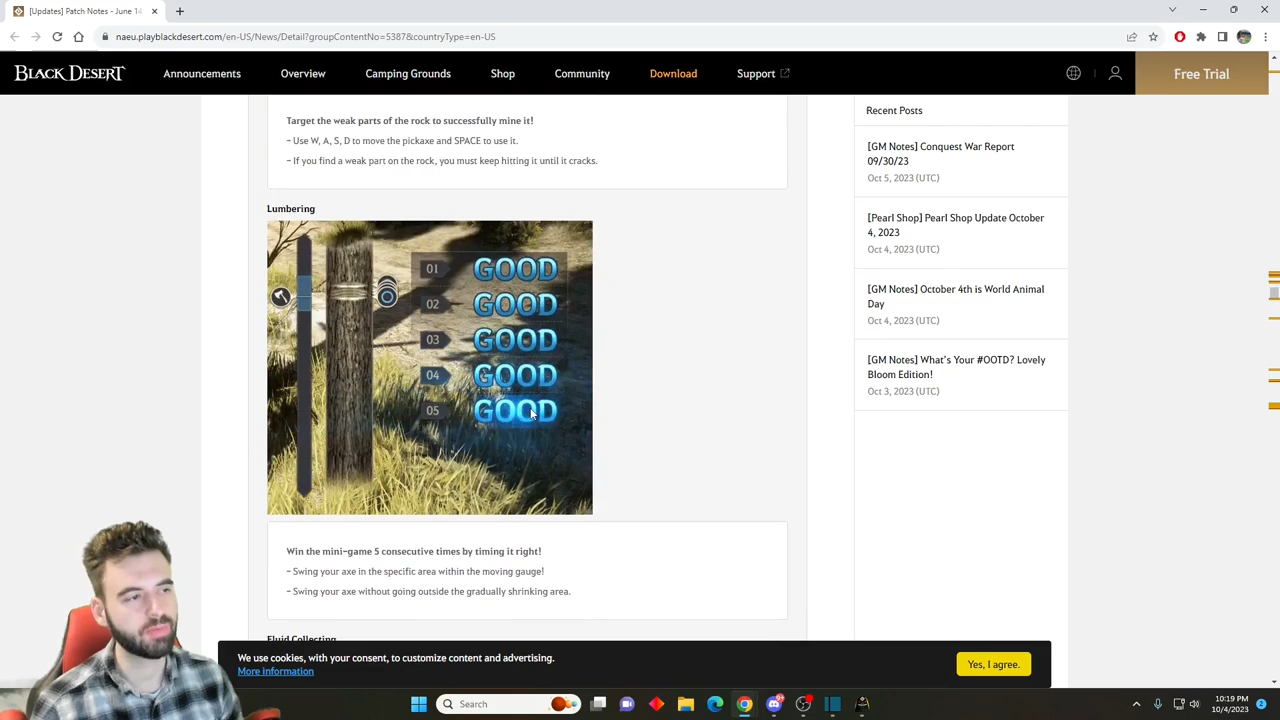 [Updates] Patch Notes - June 14
naeu.playblackdesert.com/en-US/News/Detail?groupContentNo=5387&countryType=en-US
BLACK DESERT
Announcements
Overview
Camping Grounds
Shop
Community
Download
Support
Free Trial
Target the weak parts of the rock to successfully mine it!
- Use W, A, S, D to move the pickaxe and SPACE to use it.
- If you find a weak part on the rock, you must keep hitting it until it cracks.
Lumbering
01 GOOD
02 GOOD
03 GOOD
04 GOOD
05 GOOD
Win the mini-game 5 consecutive times by timing it right!
- Swing your axe in the specific area within the moving gauge!
- Swing your axe without going outside the gradually shrinking area.
Fluid Collecting
Recent Posts
[GM Notes] Conquest War Report
09/30/23
Oct 5, 2023 (UTC)
[Pearl Shop] Pearl Shop Update October
4, 2023
Oct 4, 2023 (UTC)
[GM Notes] October 4th is World Animal
Day
Oct 4, 2023 (UTC)
[GM Notes] What's Your #OOTD? Lovely
Bloom Edition!
Oct 3, 2023 (UTC)
We use cookies, with your consent, to customize content and advertising.
More information
Yes, I agree.
Search
10:19 PM
10/4/2023